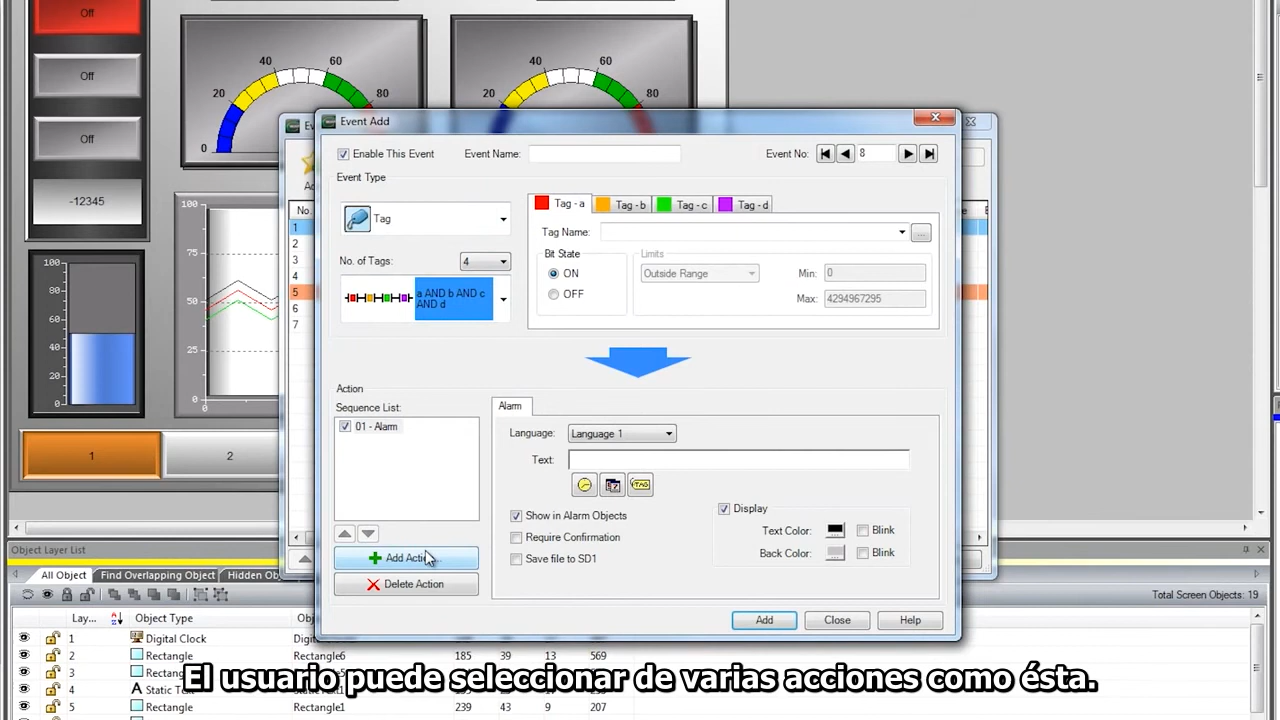 Off
40
60
40
60
20
80
20
80
0
Off
Off
-12345
100
80
60
40
20
0
100
75
50
25
0
0
1
2
Event Add
Enable This Event
Event Name:
Event No:
8
Event Type
Tag
No. of Tags:
4
a AND b AND c
AND d
Tag - a
Tag - b
Tag - c
Tag - d
Tag Name:
...
Bit State
ON
OFF
Limits
Outside Range
Min:
0
Max:
4294967295
No.
1
2
3
4
5
6
7
Action
Sequence List:
01 - Alarm
Add Action...
Delete Action
Alarm
Language:
Language 1
Text:
TAG
Show in Alarm Objects
Require Confirmation
Save file to SD1
Display
Text Color:
...
Blink
Back Color:
...
Blink
Add
Close
Help
Object Layer List
All Object
Find Overlapping Object
Hidden
Total Screen Objects: 19
Lay...
Object Type
1 Digital Clock
2 Rectangle Rectangle6 185 39 13 569
3 Rectangle
4 A Static Text
5 Rectangle Rectangle1 239 43 9 207
El usuario puede seleccionar de varias acciones como ésta.